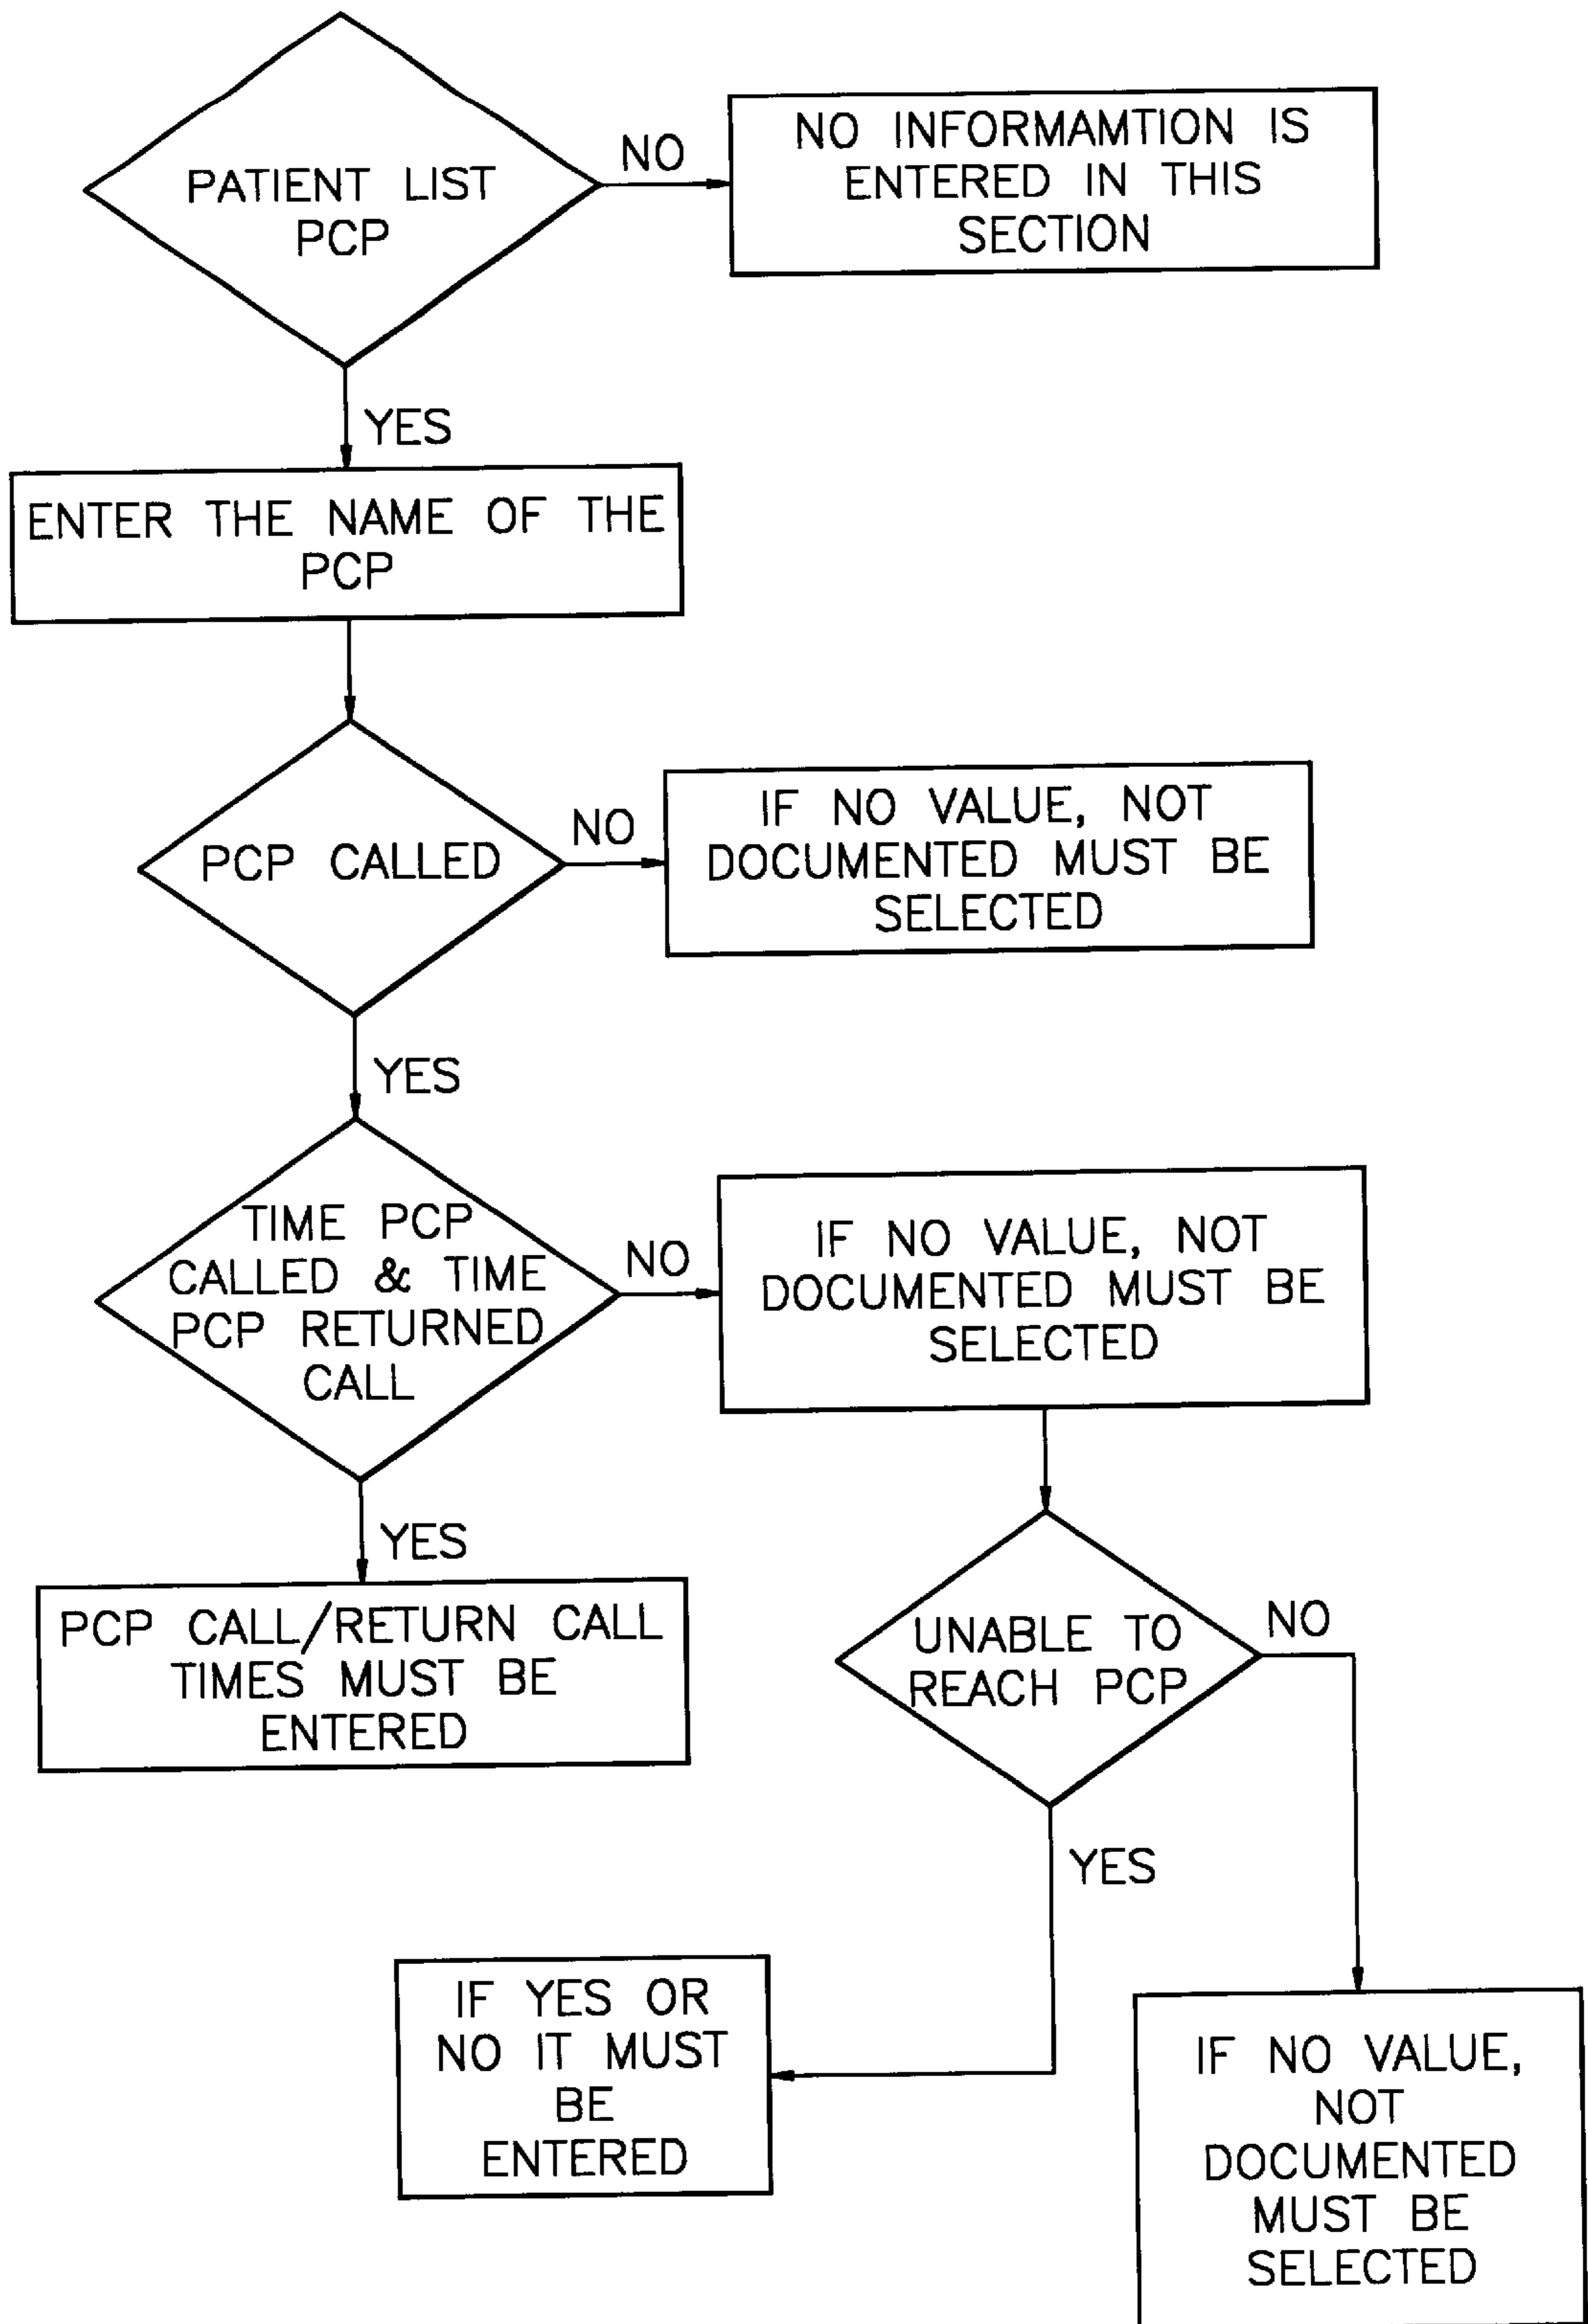 PATIENT LIST
PCP
NO
NO INFORMAMTION IS
ENTERED IN THIS
SECTION
YES
ENTER THE NAME OF THE
PCP
PCP CALLED
NO
IF NO VALUE, NOT
DOCUMENTED MUST BE
SELECTED
YES
TIME PCP
CALLED & TIME
PCP RETURNED
CALL
NO
IF NO VALUE, NOT
DOCUMENTED MUST BE
SELECTED
YES
PCP CALL/RETURN CALL
TIMES MUST BE
ENTERED
UNABLE TO
REACH PCP
NO
YES
IF YES OR
NO IT MUST
BE
ENTERED
IF NO VALUE,
NOT
DOCUMENTED
MUST BE
SELECTED